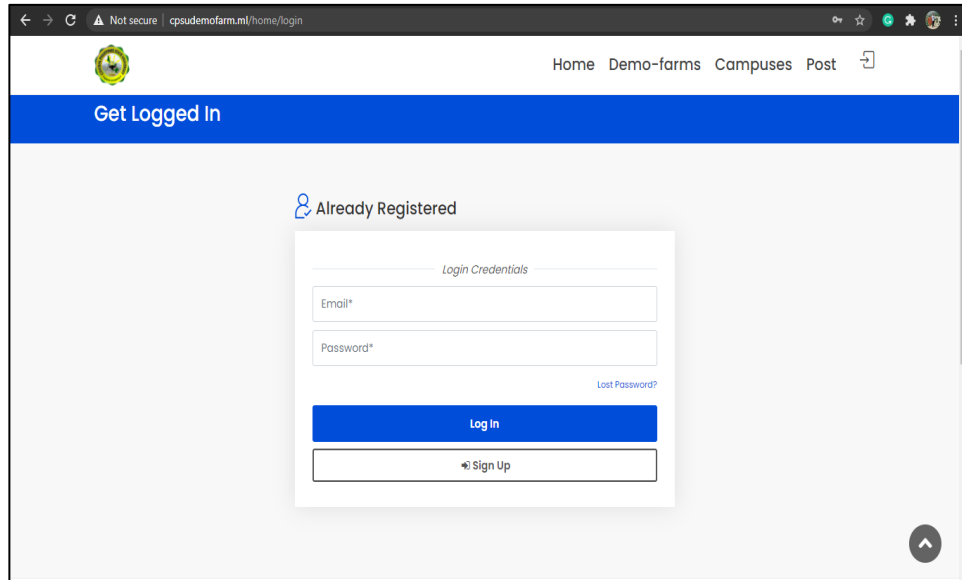 Not secure | cpsudemofarm.ml/home/login
Home Demo-farms Campuses Post
Get Logged In
Already Registered
Login Credentials
Email*
Password*
Lost Password?
Log In
Sign Up